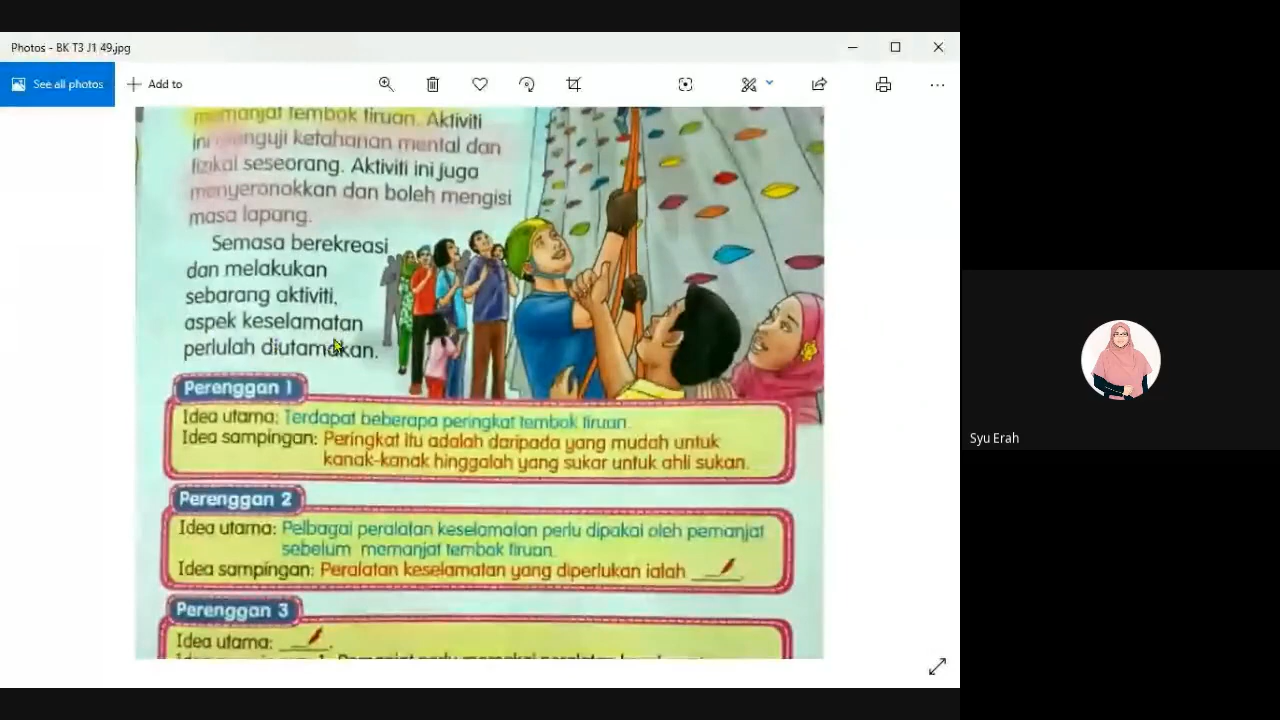 Photos - BK T3 J1 49.jpg
See all photos
Add to
memanjat tembok tiruan. Aktiviti
ini menguji ketahanan mental dan
fizikal seseorang. Aktiviti ini juga
menyeronokkan dan boleh mengisi
masa lapang.
Semasa berekreasi
dan melakukan
sebarang aktiviti,
aspek keselamatan
perlulah diutamakan.
Perenggan 1
Idea utama: Terdapat beberapa peringkat tembok tiruan.
Idea sampingan: Peringkat itu adalah daripada yang mudah untuk
kanak-kanak hinggalah yang sukar untuk ahli sukan.
Perenggan 2
Idea utama: Pelbagai peralatan keselamatan perlu dipakai oleh pemanjat
sebelum memanjat tembok tiruan.
Idea sampingan: Peralatan keselamatan yang diperlukan ialah ____.
Perenggan 3
Idea utama: ____.
Syu Erah